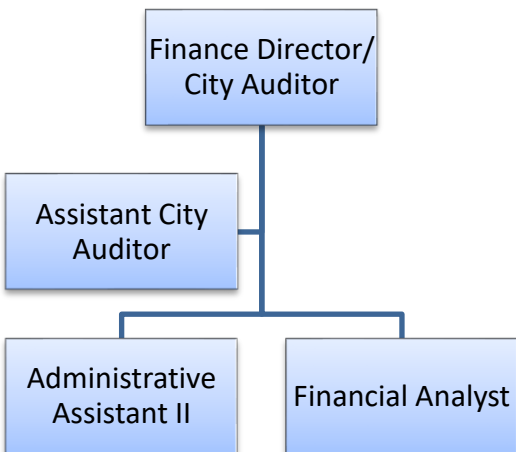 Finance Director/
City Auditor
Assistant City
Auditor
Administrative
Assistant II
Financial Analyst